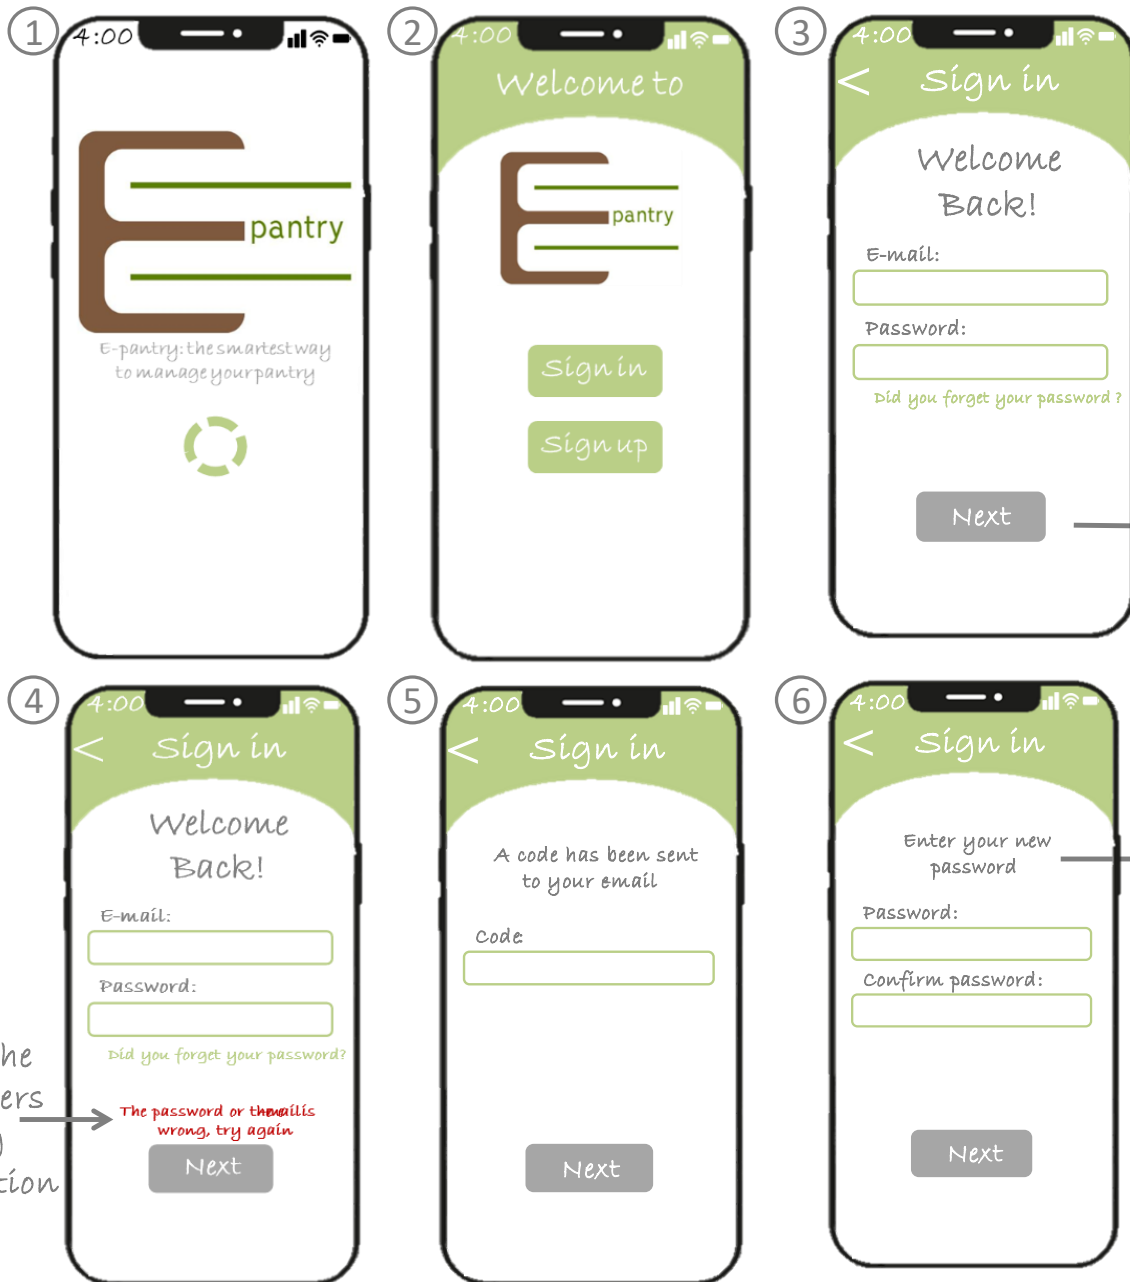 1
4:00
pantry
E-pantry: the smartest way
to manage your pantry
2
4:00
Welcome to
pantry
Sign in
Sign up
3
4:00
< Sign in
Welcome
Back!
E-mail:
Password:
Did you forget your password ?
Next
4
4:00
< Sign in
Welcome
Back!
E-mail:
Password:
Did you forget your password?
The password or the
wrong, try again
Next
he
ers
)
tion
5
4:00
< Sign in
A code has been sent
to your email
Code:
Next
6
4:00
< Sign in
Enter your new
password
Password:
Confirm password:
Next